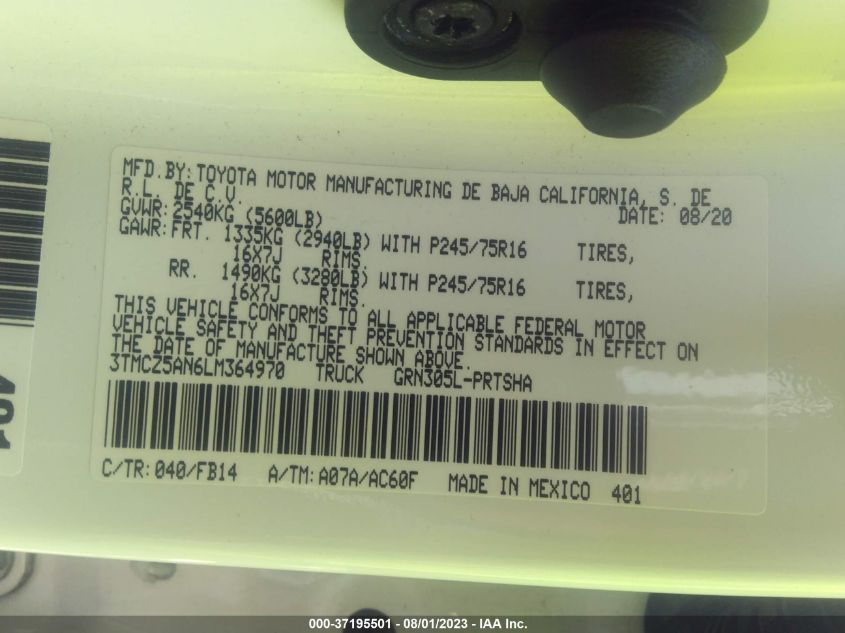 MFD.BY:TOYOTA MOTOR MANUFACTURING DE BAJA CALIFORNIA, S. DE
R.L. DE C.V. DATE: 08/20
GVWR:2540KG (5600LB)
GAWR:FRT. 1335KG (2940LB) WITH P245/75R16 TIRES,
16X7J RIMS.
RR. 1490KG (3280LB) WITH P245/75R16 TIRES,
16X7J RIMS.
THIS VEHICLE CONFORMS TO ALL APPLICABLE FEDERAL MOTOR
VEHICLE SAFETY AND THEFT PREVENTION STANDARDS IN EFFECT ON
THE DATE OF MANUFACTURE SHOWN ABOVE.
3TMCZ5AN6LM364970 TRUCK GRN305L-PRTSHA
C/TR:040/FB14 A/TM:A07A/AC60F MADE IN MEXICO 401
401
000-37195501 - 08/01/2023 - IAA Inc.